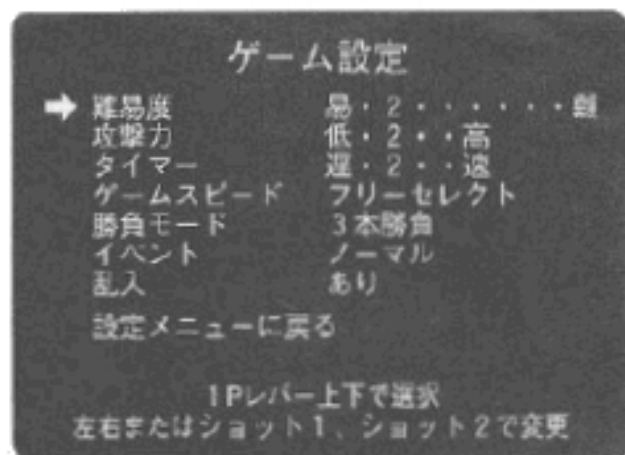 ゲーム設定
➡ 難易度 易・2・・・・・・難
攻撃力 低・2・・高
タイマー 遅・2・・速
ゲームスピード フリーセレクト
勝負モード 3本勝負
イベント ノーマル
乱入 あり
設定メニューに戻る
1Pレバー上下で選択
左右またはショット1、ショット2で変更